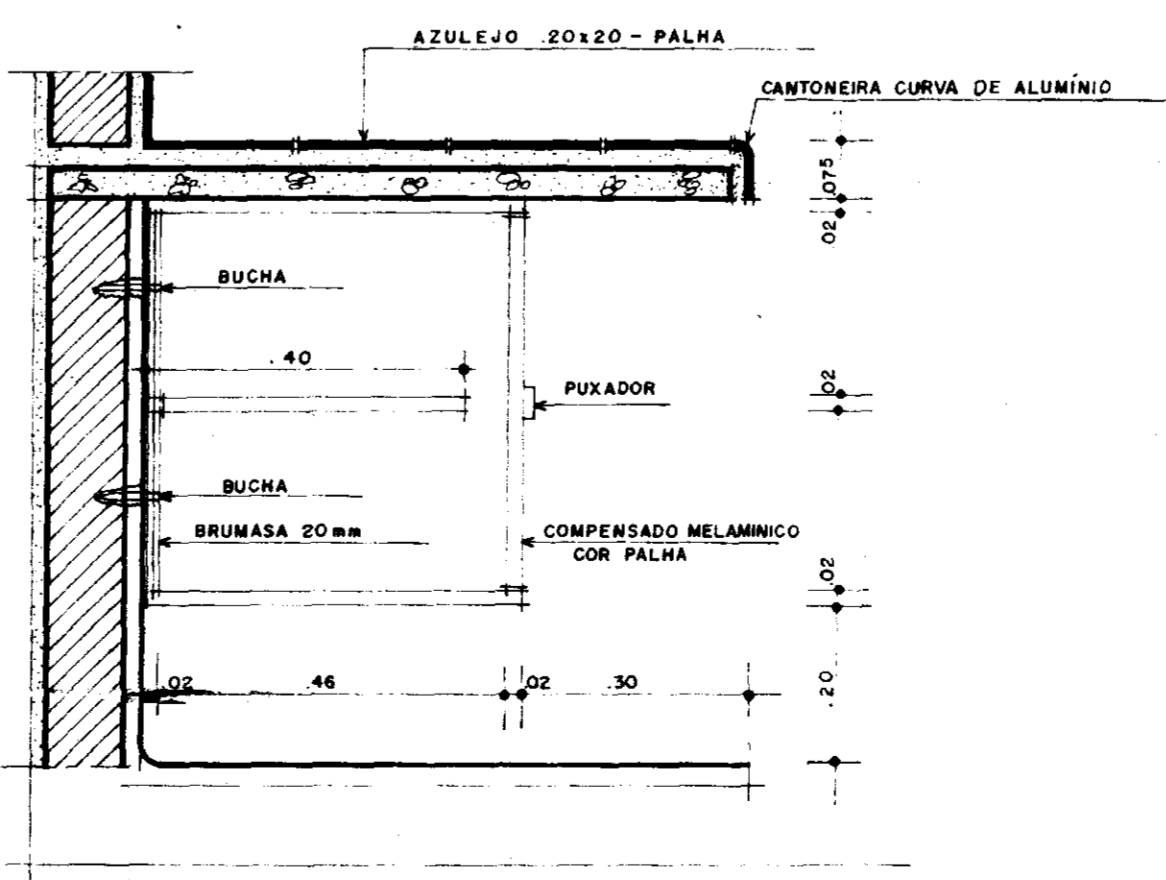 AZULEJO .20x20 - PALHA
CANTONEIRA CURVA DE ALUMÍNIO
.075
.02
BUCHA
.40
PUXADOR
.02
BUCHA
BRUMASA 20mm
COMPENSADO MELAMINICO
COR PALHA
.02
.02
.46
.02
.30
.20